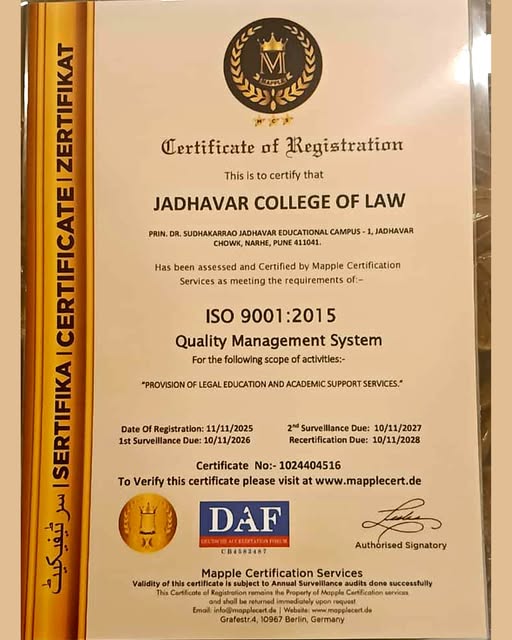 M
MAPPLE
M C S
Certificate of Registration
This is to certify that
JADHAVAR COLLEGE OF LAW
PRIN. DR. SUDHAKARRAO JADHAVAR EDUCATIONAL CAMPUS - 1, JADHAVAR
CHOWK, NARHE, PUNE 411041.
Has been assessed and Certified by Mapple Certification
Services as meeting the requirements of:-
ISO 9001:2015
Quality Management System
For the following scope of activities:-
"PROVISION OF LEGAL EDUCATION AND ACADEMIC SUPPORT SERVICES."
Date Of Registration: 11/11/2025 2nd Surveillance Due: 10/11/2027
1st Surveillance Due: 10/11/2026 Recertification Due: 10/11/2028
Certificate No:- 1024404516
To Verify this certificate please visit at www.mapplecert.de
DAF
DEUTSCHE ACCREDITATION FORUM
CB4582487
Authorised Signatory
Mapple Certification Services
Validity of this certificate is subject to Annual Surveillance audits done successfully
This Certificate of Registration remains the Property of Mapple Certification services
and shall be returned immediately upon request
Email: info@mapplecert.de | Website: www.mapplecert.de
Grafestr.4, 10967 Berlin, Germany
سرٹیفیکیٹ | SERTIFIKA | CERTIFICATE | ZERTIFIKAT